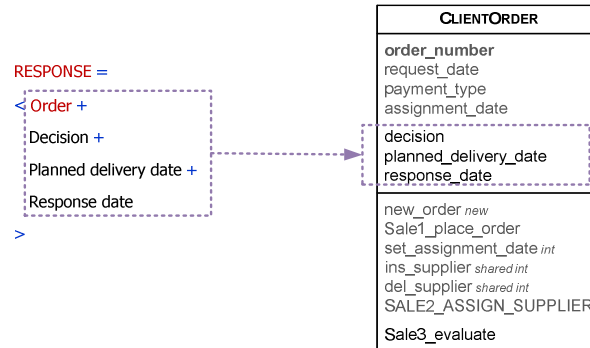 RESPONSE =
< Order +
Decision +
Planned delivery date +
Response date
>
CLIENTORDER
order_number
request_date
payment_type
assignment_date
decision
planned_delivery_date
response_date
new_order new
Sale1_place_order
set_assignment_date int
ins_supplier shared int
del_supplier shared int
SALE2_ASSIGN_SUPPLIER
Sale3_evaluate